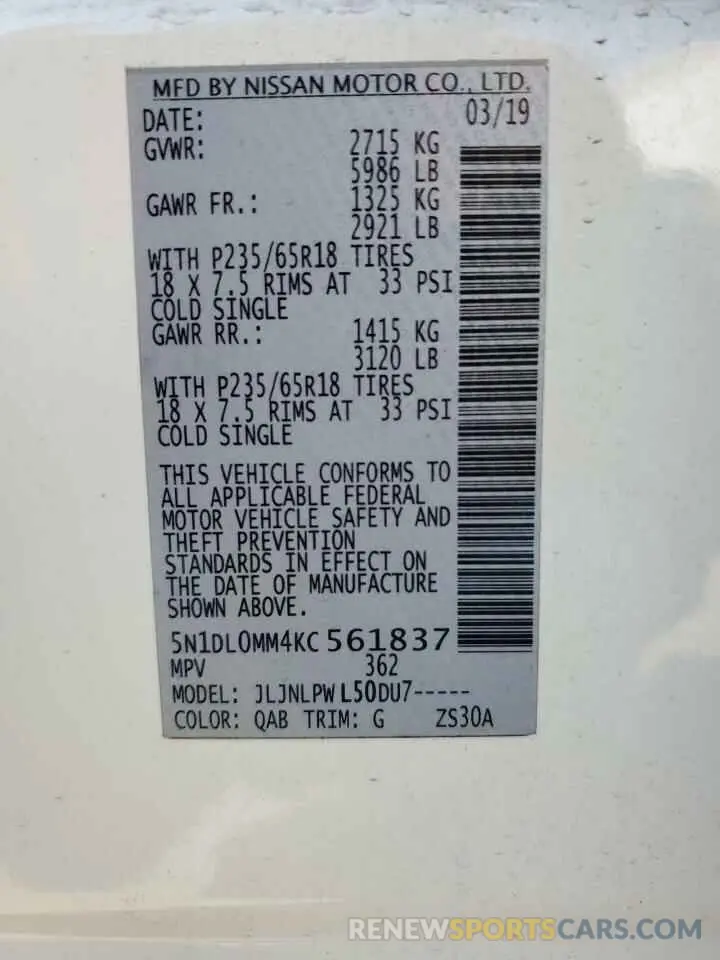 MFD BY NISSAN MOTOR CO., LTD.
DATE: 03/19
GVWR: 2715 KG
5986 LB
GAWR FR.: 1325 KG
2921 LB
WITH P235/65R18 TIRES
18 X 7.5 RIMS AT 33 PSI
COLD SINGLE
GAWR RR.: 1415 KG
3120 LB
WITH P235/65R18 TIRES
18 X 7.5 RIMS AT 33 PSI
COLD SINGLE
THIS VEHICLE CONFORMS TO
ALL APPLICABLE FEDERAL
MOTOR VEHICLE SAFETY AND
THEFT PREVENTION
STANDARDS IN EFFECT ON
THE DATE OF MANUFACTURE
SHOWN ABOVE.
5N1DL0MM4KC 561837
MPV 362
MODEL: JLJNLPW L50DU7-----
COLOR: QAB TRIM: G ZS30A
RENEWSPORTSCARS.COM